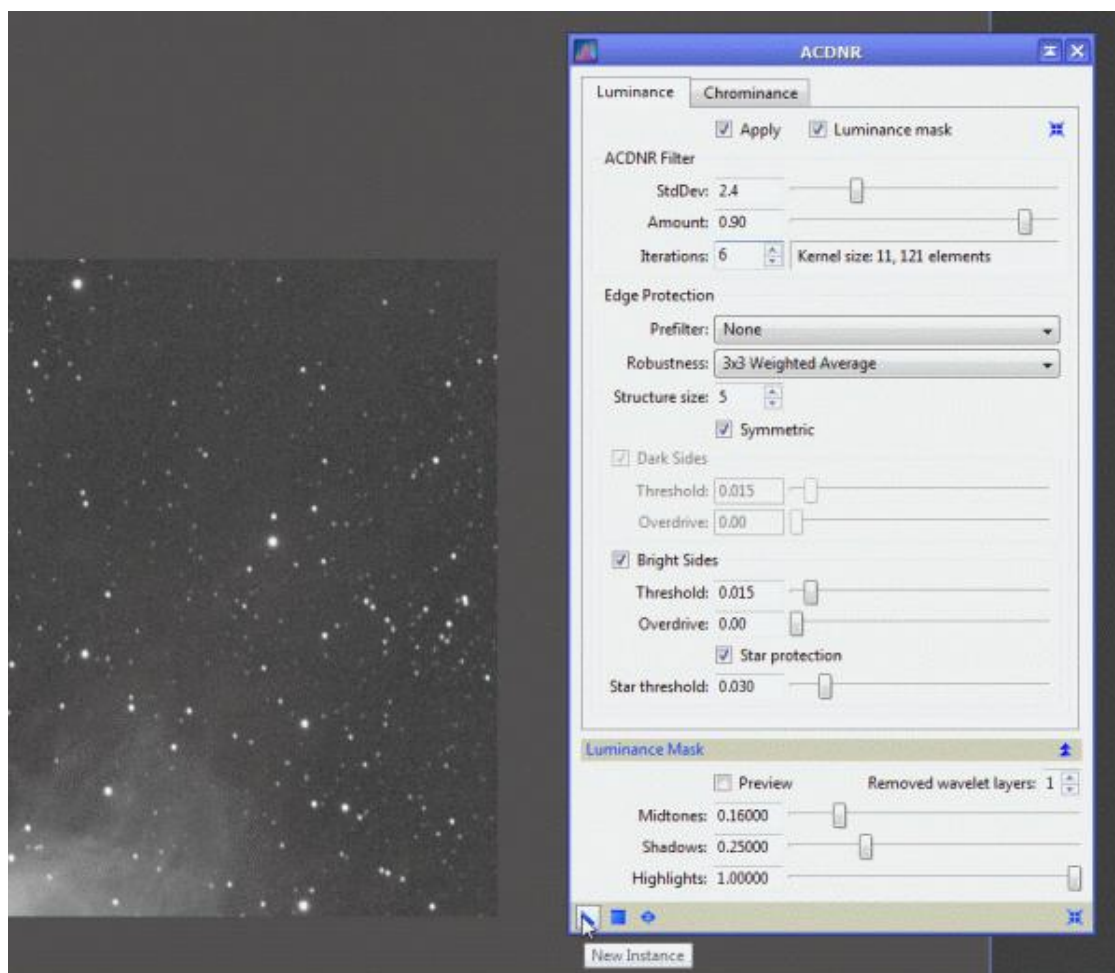 ACDNR
Luminance Chrominance
Apply Luminance mask
ACDNR Filter
StdDev: 2.4
Amount: 0.90
Iterations: 6 Kernel size: 11, 121 elements
Edge Protection
Prefilter: None
Robustness: 3x3 Weighted Average
Structure size: 5
Symmetric
Dark Sides
Threshold: 0.015
Overdrive: 0.00
Bright Sides
Threshold: 0.015
Overdrive: 0.00
Star protection
Star threshold: 0.030
Luminance Mask
Preview Removed wavelet layers: 1
Midtones: 0.16000
Shadows: 0.25000
Highlights: 1.00000
New Instance